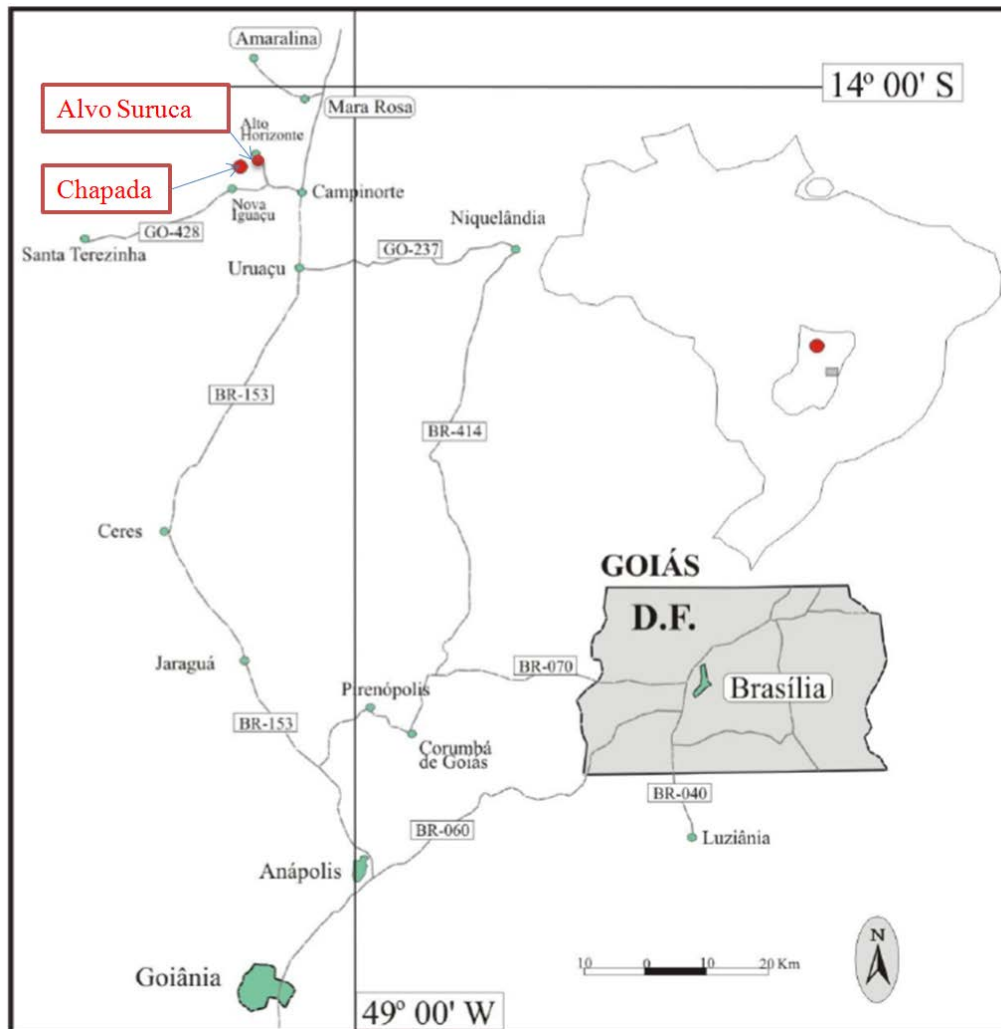 Amaralina
14º 00' S
Alvo Suruca
Mara Rosa
Alto
Horizonte
Chapada
Campinorte
Nova
Iguaçu
Niquelândia
GO-428
Santa Terezinha
GO-237
Uruaçu
BR-153
BR-414
Ceres
GOIÁS
D.F.
Jaraguá
BR-070
Pirenópolis
Brasília
BR-153
Corumbá
de Goiás
BR-040
BR-060
Luziânia
Anápolis
N
Goiânia
10 0 10 20 Km
49º 00' W